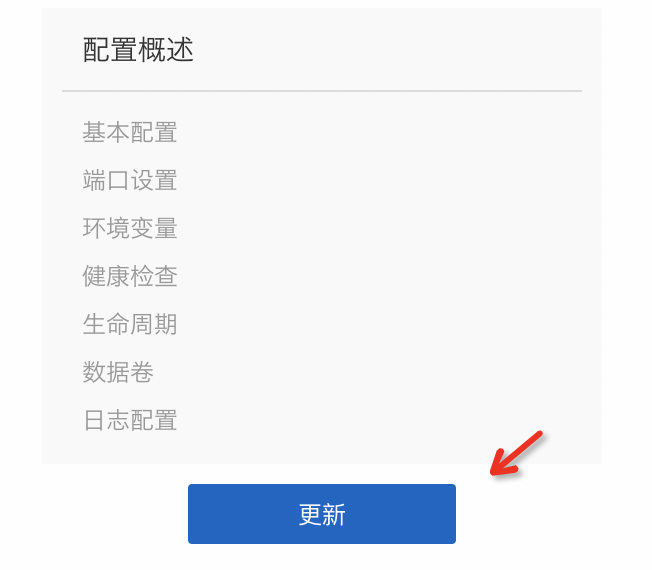 配置概述
基本配置
端口设置
环境变量
健康检查
生命周期
数据卷
日志配置
更新